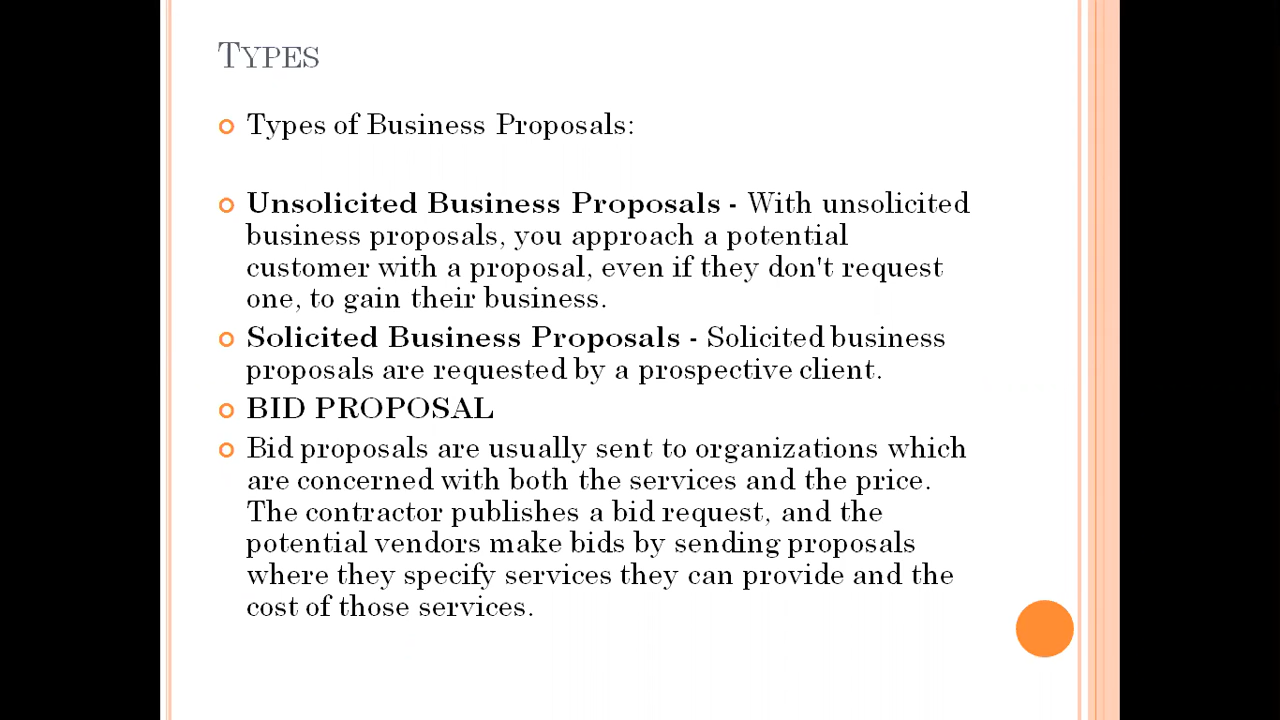 Types
Types of Business Proposals:
Unsolicited Business Proposals - With unsolicited
business proposals, you approach a potential
customer with a proposal, even if they don't request
one, to gain their business.
Solicited Business Proposals - Solicited business
proposals are requested by a prospective client.
BID PROPOSAL
Bid proposals are usually sent to organizations which
are concerned with both the services and the price.
The contractor publishes a bid request, and the
potential vendors make bids by sending proposals
where they specify services they can provide and the
cost of those services.